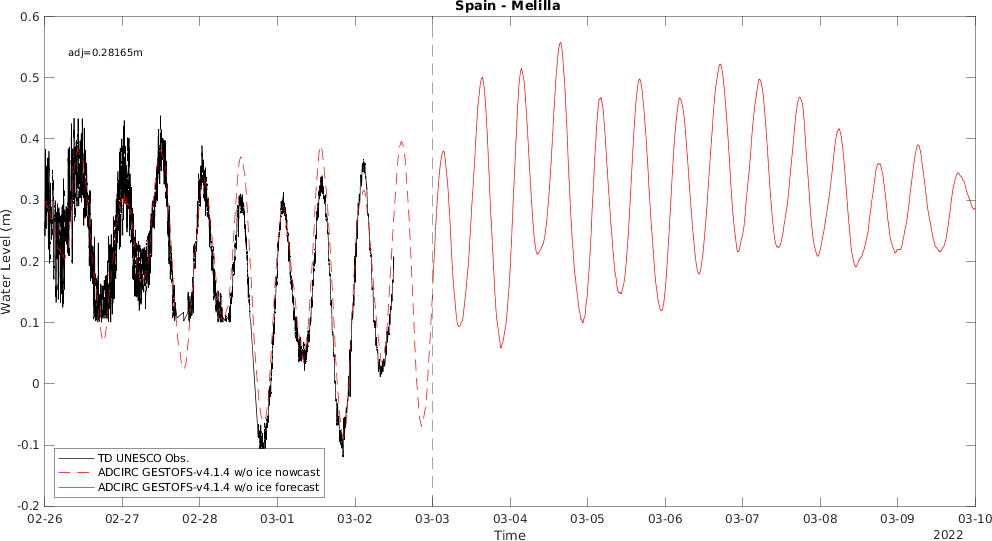 Spain - Melilla
adj=0.28165m
Water Level (m)
0.6
0.5
0.4
0.3
0.2
0.1
0
-0.1
-0.2
TD UNESCO Obs.
ADCIRC GESTOFS-v4.1.4 w/o ice nowcast
ADCIRC GESTOFS-v4.1.4 w/o ice forecast
02-26 02-27 02-28 03-01 03-02 03-03 03-04 03-05 03-06 03-07 03-08 03-09 03-10
Time
2022